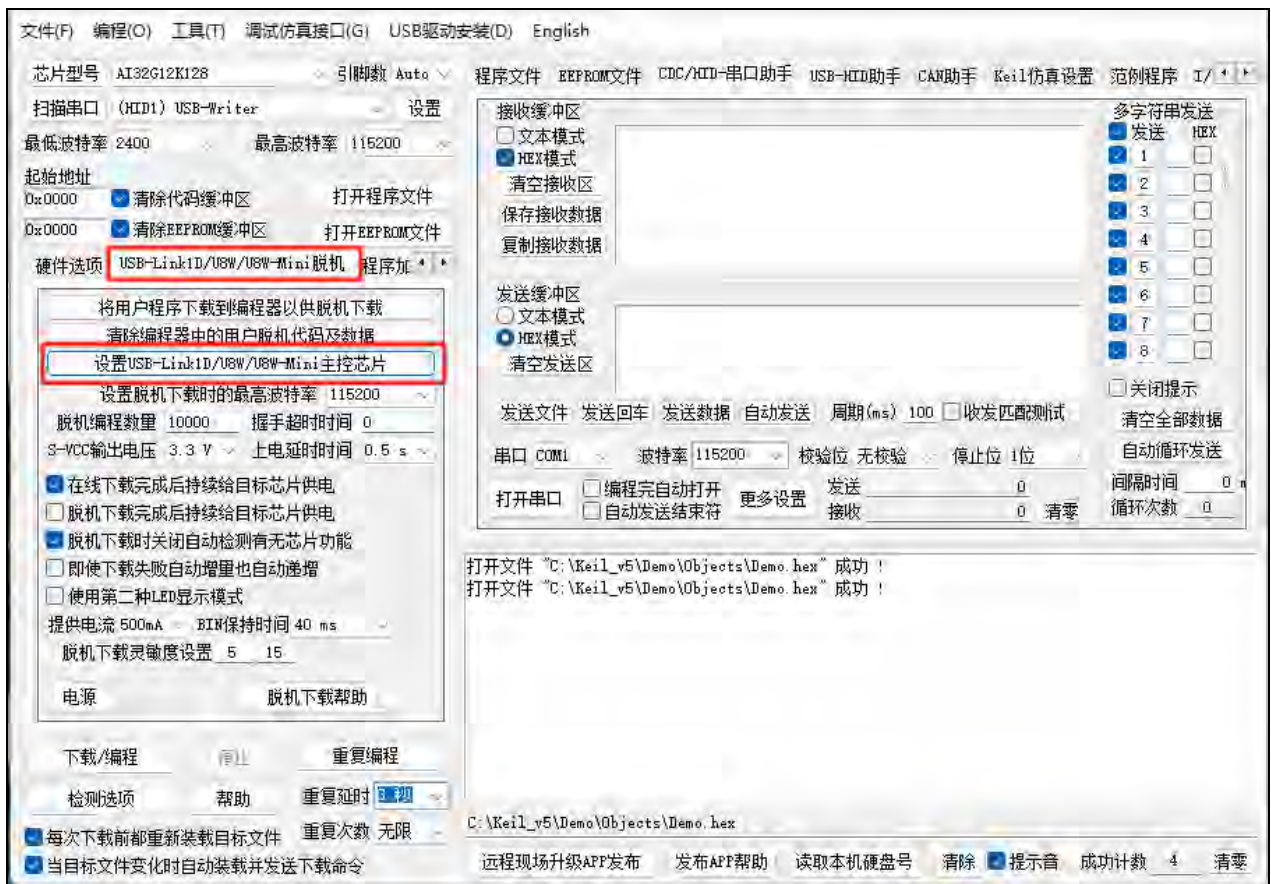 文件(F) 编程(O) 工具(T) 调试仿真接口(G) USB驱动安装(D) English
芯片型号 AI32G12K128 引脚数 Auto
扫描串口 (HID1) USB-Writer 设置
最低波特率 2400 最高波特率 115200
起始地址
0x0000 清除代码缓冲区 打开程序文件
0x0000 清除EEPROM缓冲区 打开EEPROM文件
硬件选项 USB-Link1D/U8W/U8W-Mini脱机 程序加
将用户程序下载到编程器以供脱机下载
清除编程器中的用户脱机代码及数据
设置USB-Link1D/U8W/U8W-Mini主控芯片
设置脱机下载时的最高波特率 115200
脱机编程数量 10000 握手超时时间 0
S-VCC输出电压 3.3 V 上电延时时间 0.5 s
在线下载完成后持续给目标芯片供电
脱机下载完成后持续给目标芯片供电
脱机下载时关闭自动检测有无芯片功能
即使下载失败自动增量也自动递增
使用第二种LED显示模式
提供电流 500mA BIN保持时间 40 ms
脱机下载灵敏度设置 5 15
电源 脱机下载帮助
下载/编程 停止 重复编程
检测选项 帮助 重复延时 3 秒
每次下载前都重新装载目标文件 重复次数 无限
当目标文件变化时自动装载并发送下载命令
程序文件 EEPROM文件 CDC/HID-串口助手 USB-HID助手 CAN助手 Keil仿真设置 范例程序 I/
接收缓冲区
文本模式
HEX模式
清空接收区
保存接收数据
复制接收数据
发送缓冲区
文本模式
HEX模式
清空发送区
多字符串发送
发送 HEX
1
2
3
4
5
6
7
8
关闭提示
清空全部数据
自动循环发送
间隔时间 0
循环次数 0
发送文件 发送回车 发送数据 自动发送 周期(ms) 100 收发匹配测试
串口 COM1 波特率 115200 校验位 无校验 停止位 1位
打开串口 编程完自动打开 更多设置 发送 0
自动发送结束符 接收 0 清零
打开文件 "C:\Keil_v5\Demo\Objects\Demo.hex" 成功 !
打开文件 "C:\Keil_v5\Demo\Objects\Demo.hex" 成功 !
C:\Keil_v5\Demo\Objects\Demo.hex
远程现场升级APP发布 发布APP帮助 读取本机硬盘号 清除 提示音 成功计数 4 清零